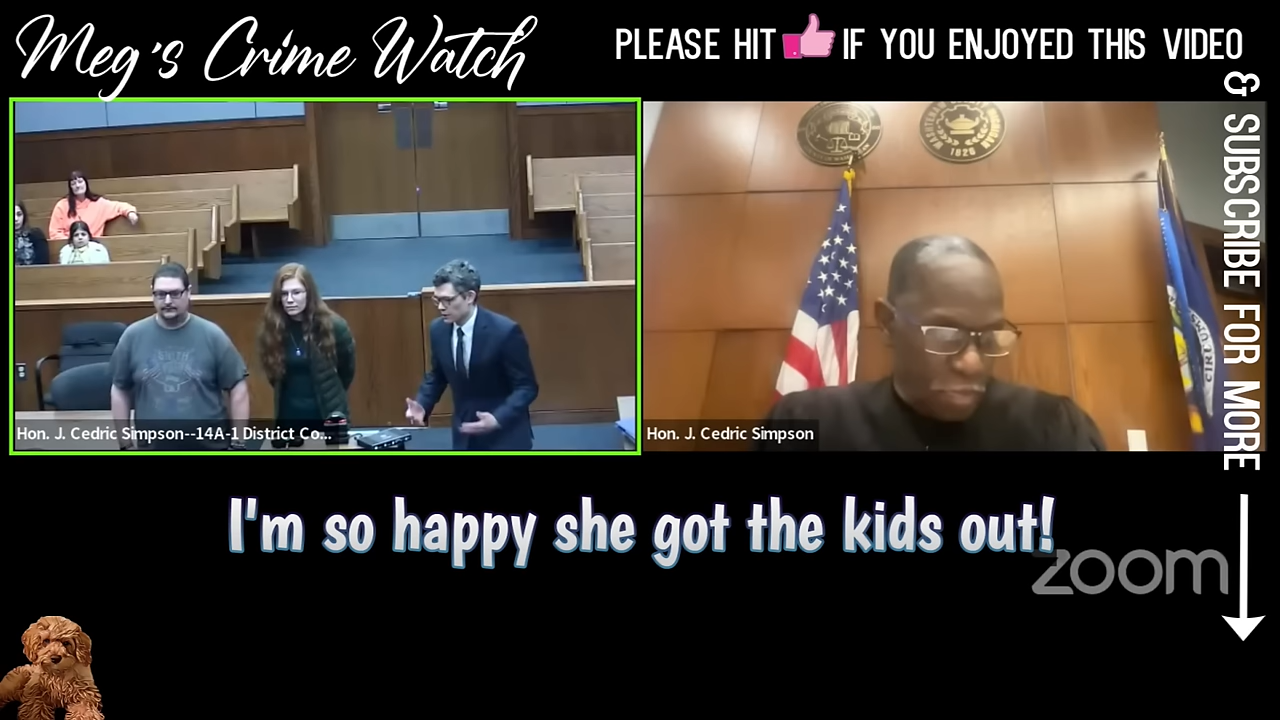 Meg's Crime Watch
PLEASE HIT IF YOU ENJOYED THIS VIDEO
& SUBSCRIBE FOR MORE
Hon. J. Cedric Simpson--14A-1 District Co...
Hon. J. Cedric Simpson
1826
I'm so happy she got the kids out!
zoom